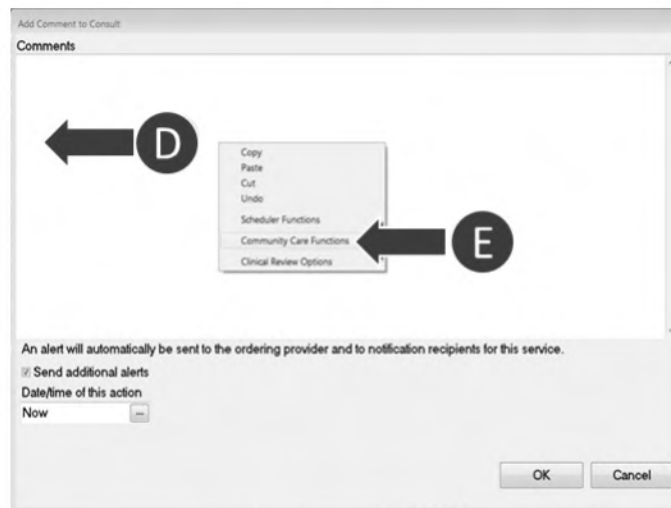 Add Comment to Consult
Comments
D
Copy
Paste
Cut
Undo
Scheduler Functions
Community Care Functions
E
Clinical Review Options
An alert will automatically be sent to the ordering provider and to notification recipients for this service.
Send additional alerts
Date/time of this action
Now ...
OK Cancel